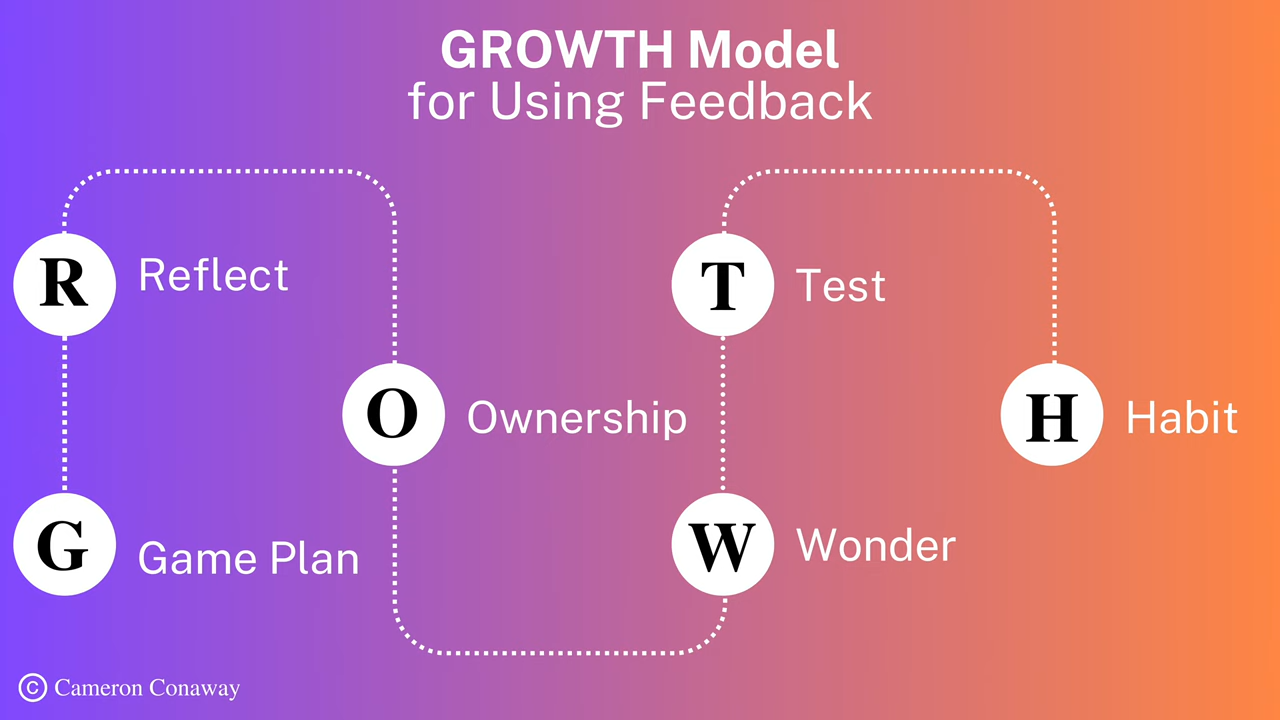 GROWTH Model
for Using Feedback
G
Game Plan
R
Reflect
O
Ownership
W
Wonder
T
Test
H
Habit
© Cameron Conaway